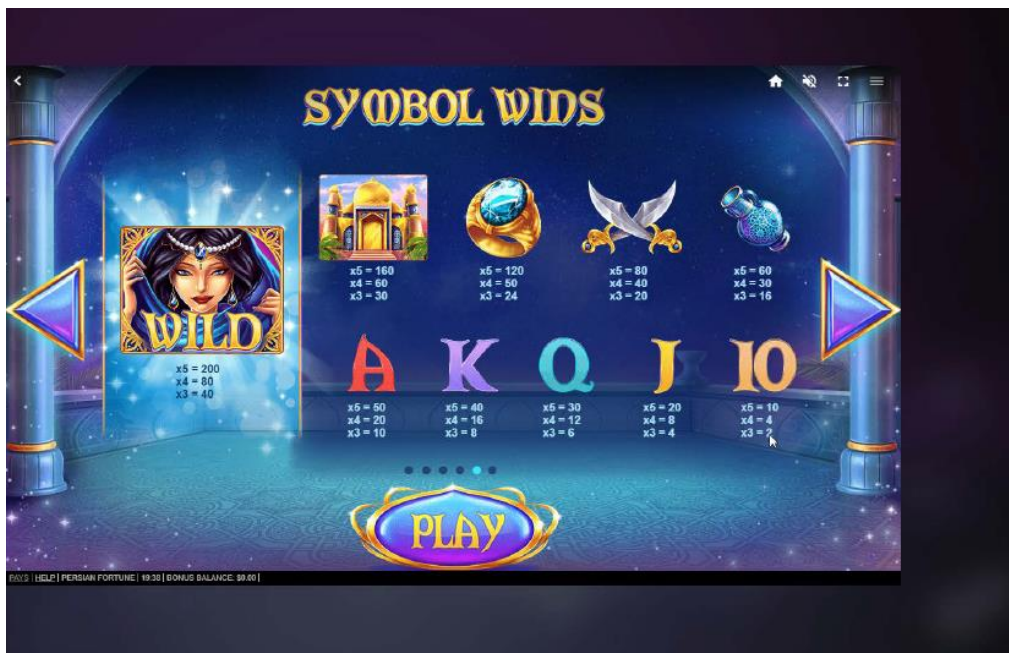 SYMBOL WINS
WILD
x5 = 200
x4 = 80
x3 = 40
x5 = 160
x4 = 60
x3 = 30
x5 = 120
x4 = 50
x3 = 24
x5 = 80
x4 = 40
x3 = 20
x5 = 60
x4 = 30
x3 = 16
A
x5 = 50
x4 = 20
x3 = 10
K
x5 = 40
x4 = 16
x3 = 8
Q
x5 = 30
x4 = 12
x3 = 6
J
x5 = 20
x4 = 8
x3 = 4
10
x5 = 10
x4 = 4
x3 = 2
PLAY
PAYS | HELP | PERSIAN FORTUNE | 19:38 | BONUS BALANCE: $0.00 |